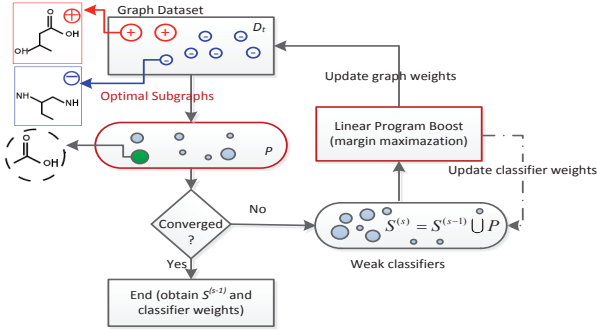 Graph Dataset
O
OH
OH
+
+
+
D_t
−
−
−
−
−
−
NH
NH
Optimal Subgraphs
Update graph weights
Linear Program Boost
(margin maximazation)
O
OH
P
Update classifier weights
Converged
?
No
S^(s) = S^(s−1) ⋃ P
Weak classifiers
Yes
End (obtain S^(s-1) and
classifier weights)